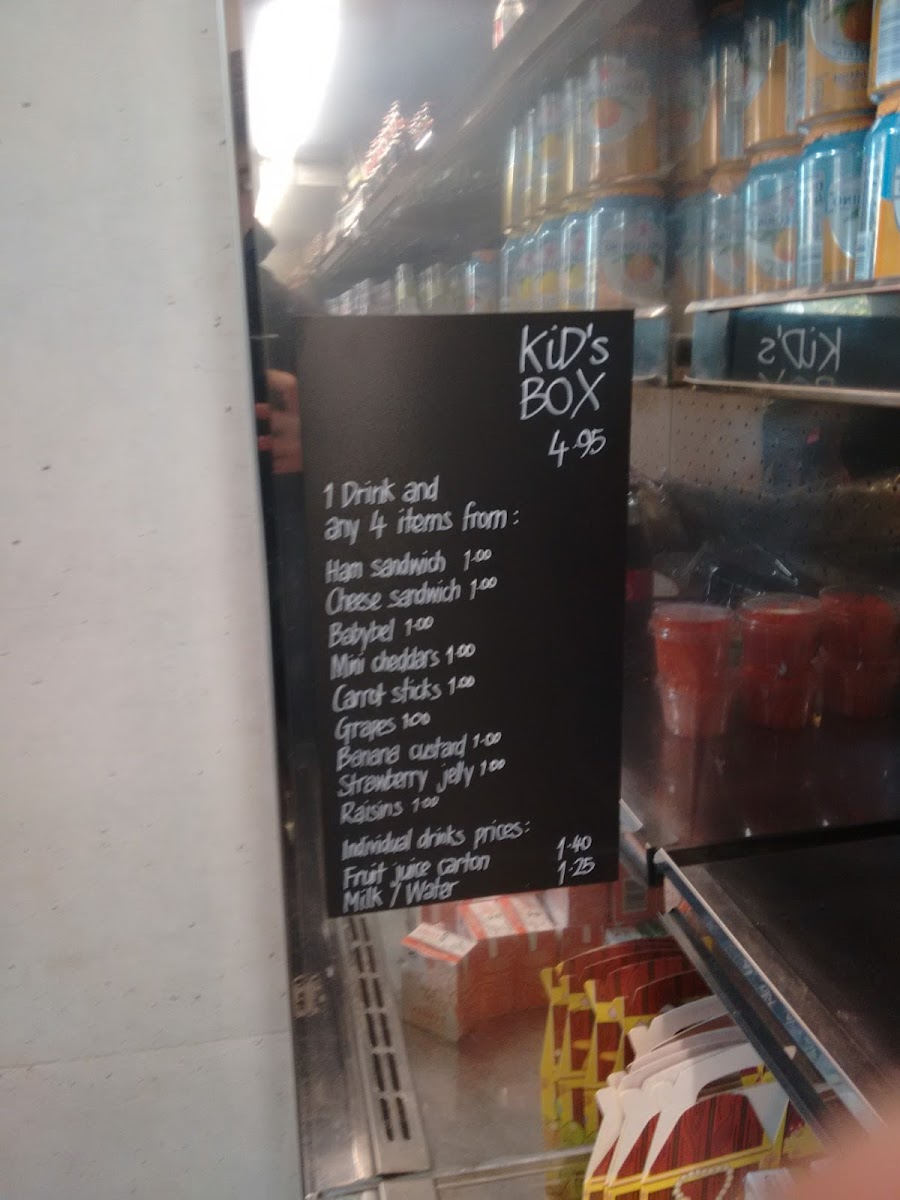 KiD's
BOX
4.95
1 Drink and
any 4 items from:
Ham sandwich 1.00
Cheese sandwich 1.00
Babybel 1.00
Mini cheddars 1.00
Carrot sticks 1.00
Grapes 1.00
Banana custard 1.00
Strawberry jelly 1.00
Raisins 1.00
Individual drinks prices:
Fruit juice carton 1.40
Milk / Water 1.25
KiD's
BOX